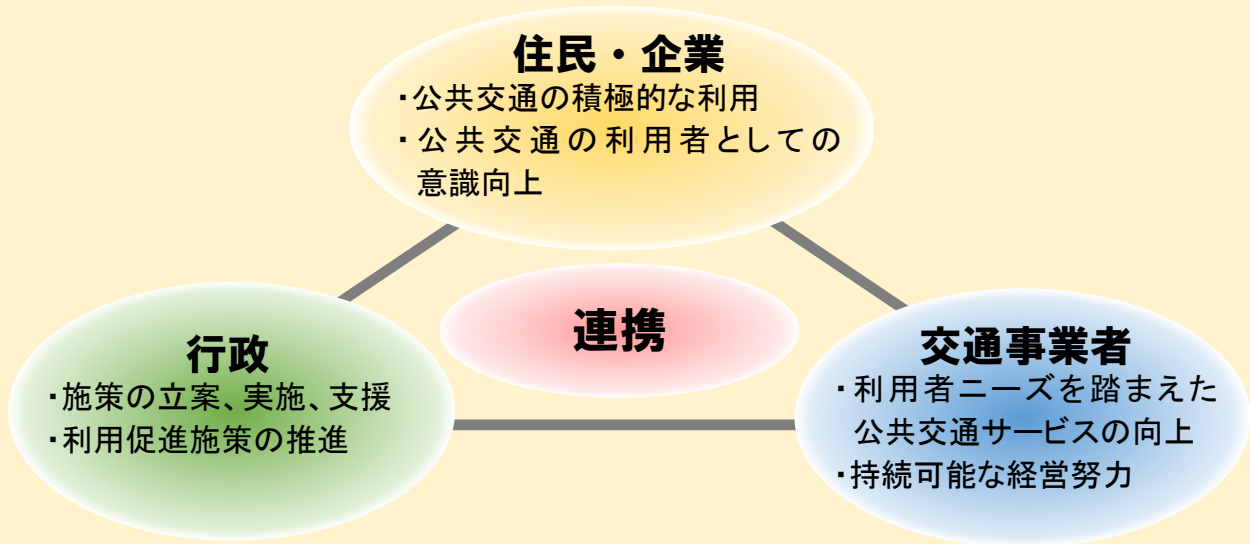 住民・企業
・公共交通の積極的な利用
・公共交通の利用者としての
意識向上
連携
行政
・施策の立案、実施、支援
・利用促進施策の推進
交通事業者
・利用者ニーズを踏まえた
公共交通サービスの向上
・持続可能な経営努力